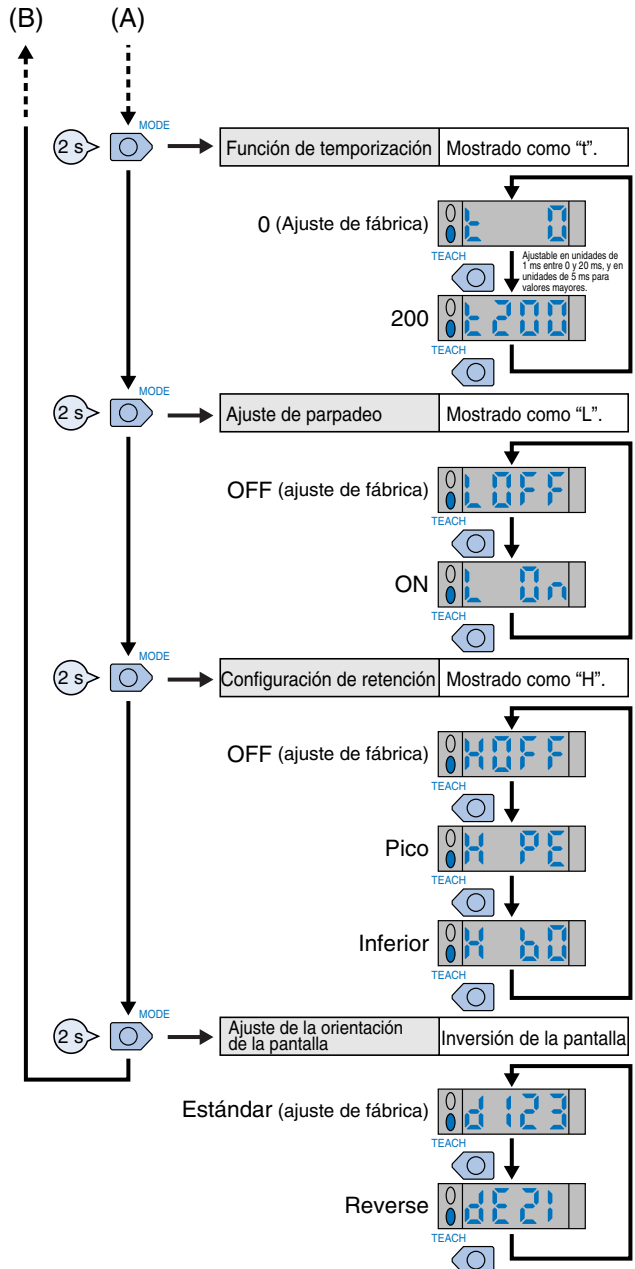 (B)
(A)
MODE
2 s
Función de temporización
Mostrado como “t”.
0 (Ajuste de fábrica)
t 0
TEACH
Ajustable en unidades de
1 ms entre 0 y 20 ms, y en
unidades de 5 ms para
valores mayores.
200
t200
TEACH
MODE
2 s
Ajuste de parpadeo
Mostrado como “L”.
OFF (ajuste de fábrica)
LOFF
TEACH
ON
L On
TEACH
MODE
2 s
Configuración de retención
Mostrado como “H”.
OFF (ajuste de fábrica)
HOFF
TEACH
Pico
H PE
TEACH
Inferior
H b0
TEACH
MODE
2 s
Ajuste de la orientación
de la pantalla
Inversión de la pantalla
Estándar (ajuste de fábrica)
d123
TEACH
Reverse
dE21
TEACH